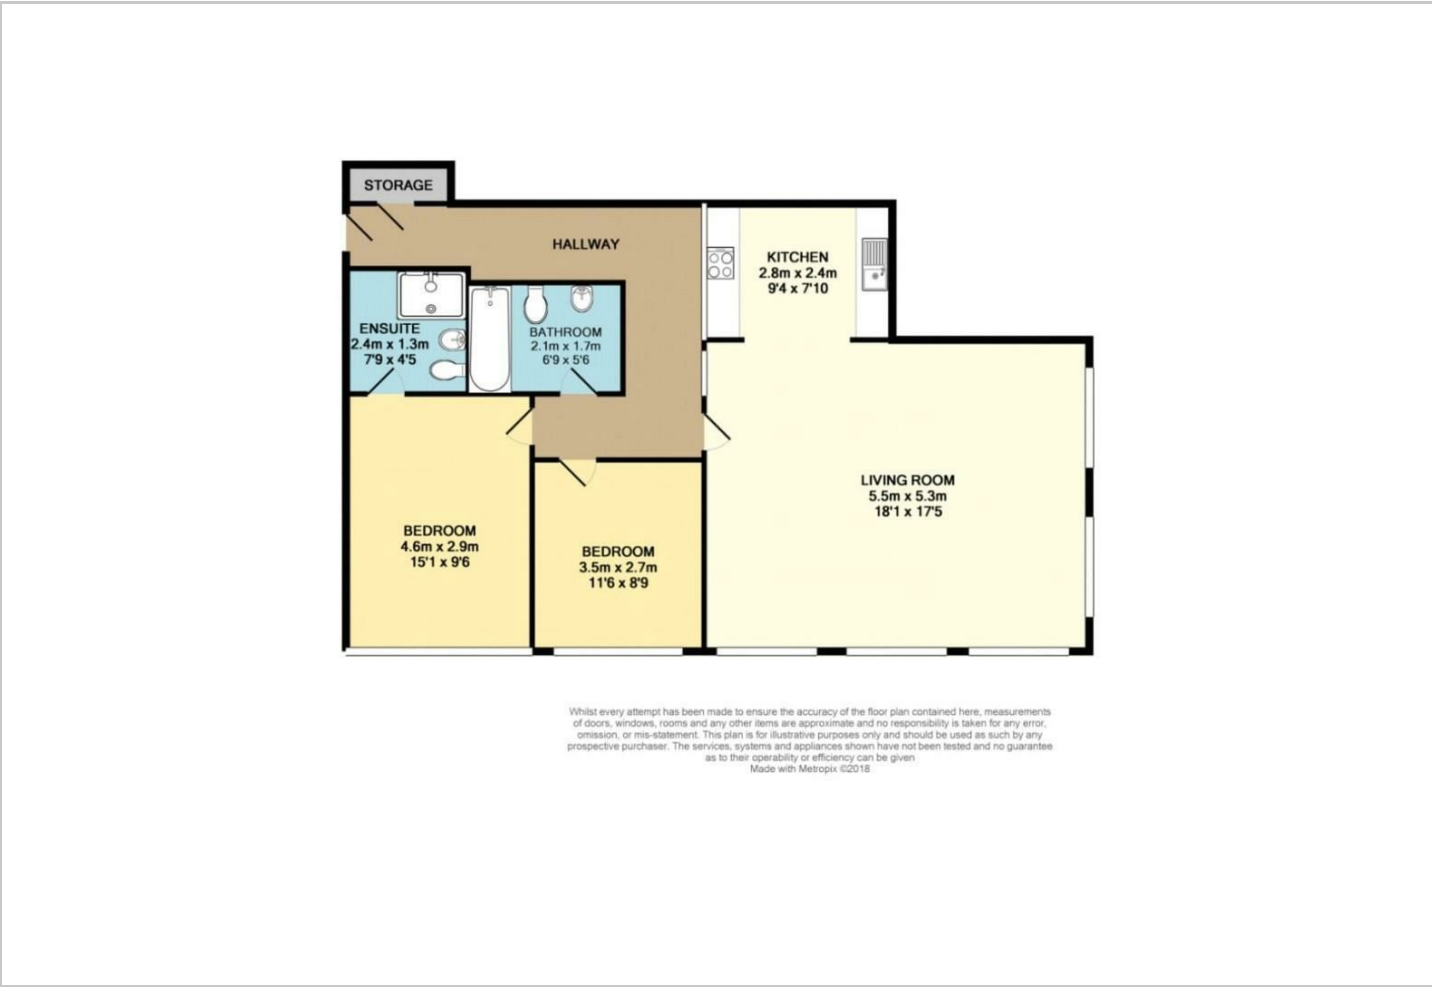 STORAGE
HALLWAY
KITCHEN
2.8m x 2.4m
9'4 x 7'10
ENSUITE
2.4m x 1.3m
7'9 x 4'5
BATHROOM
2.1m x 1.7m
6'9 x 5'6
LIVING ROOM
5.5m x 5.3m
18'1 x 17'5
BEDROOM
4.6m x 2.9m
15'1 x 9'6
BEDROOM
3.5m x 2.7m
11'6 x 8'9
Whilst every attempt has been made to ensure the accuracy of the floor plan contained here, measurements
of doors, windows, rooms and any other items are approximate and no responsibility is taken for any error,
omission, or mis-statement. This plan is for illustrative purposes only and should be used as such by any
prospective purchaser. The services, systems and appliances shown have not been tested and no guarantee
as to their operability or efficiency can be given
Made with Metropix ©2018